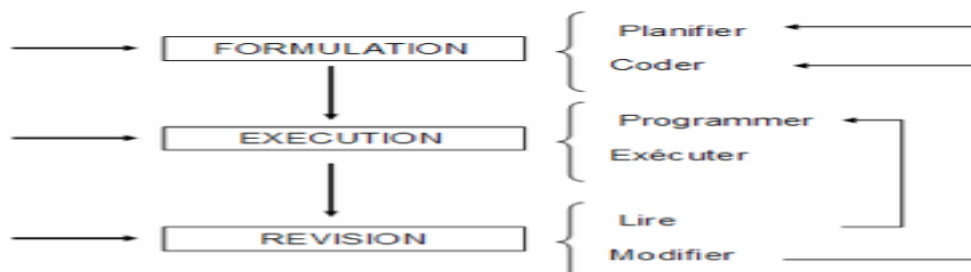 FORMULATION
Planifier
Coder
EXECUTION
Programmer
Exécuter
REVISION
Lire
Modifier